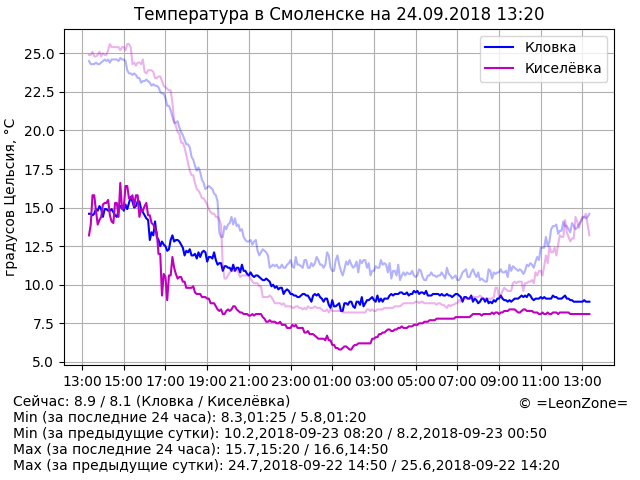 Температура в Смоленске на 24.09.2018 13:20
Кловка
Киселёвка
градусов Цельсия, °C
25.0
22.5
20.0
17.5
15.0
12.5
10.0
7.5
5.0
13:00 15:00 17:00 19:00 21:00 23:00 01:00 03:00 05:00 07:00 09:00 11:00 13:00
Сейчас: 8.9 / 8.1 (Кловка / Киселёвка)
© =LeonZone=
Min (за последние 24 часа): 8.3,01:25 / 5.8,01:20
Min (за предыдущие сутки): 10.2,2018-09-23 08:20 / 8.2,2018-09-23 00:50
Max (за последние 24 часа): 15.7,15:20 / 16.6,14:50
Max (за предыдущие сутки): 24.7,2018-09-22 14:50 / 25.6,2018-09-22 14:20